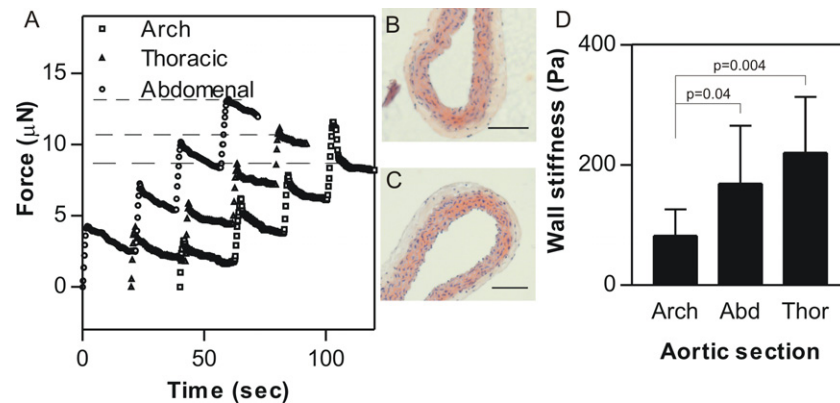 A
Arch
Thoracic
Abdomenal
15
10
5
0
Force (μN)
0
50
100
Time (sec)
B
C
D
400
200
0
Wall stiffness (Pa)
p=0.004
p=0.04
Arch
Abd
Thor
Aortic section